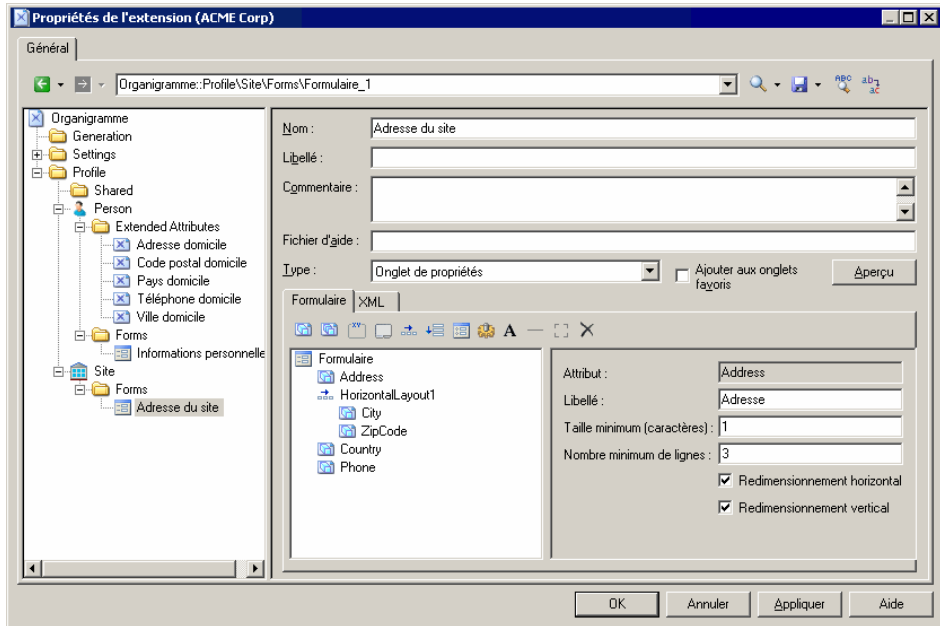 Propriétés de l'extension (ACME Corp)
Général
Organigramme::Profile\Site\Forms\Formulaire_1
Organigramme
Generation
Settings
Profile
Shared
Person
Extended Attributes
Adresse domicile
Code postal domicile
Pays domicile
Téléphone domicile
Ville domicile
Forms
Informations personnelle
Site
Forms
Adresse du site
Nom :
Adresse du site
Libellé :
Commentaire :
Fichier d'aide :
Type :
Onglet de propriétés
Ajouter aux onglets
favoris
Aperçu
Formulaire
XML
A
Formulaire
Address
HorizontalLayout1
City
ZipCode
Country
Phone
Attribut :
Address
Libellé :
Adresse
Taille minimum (caractères) :
1
Nombre minimum de lignes :
3
Redimensionnement horizontal
Redimensionnement vertical
OK
Annuler
Appliquer
Aide